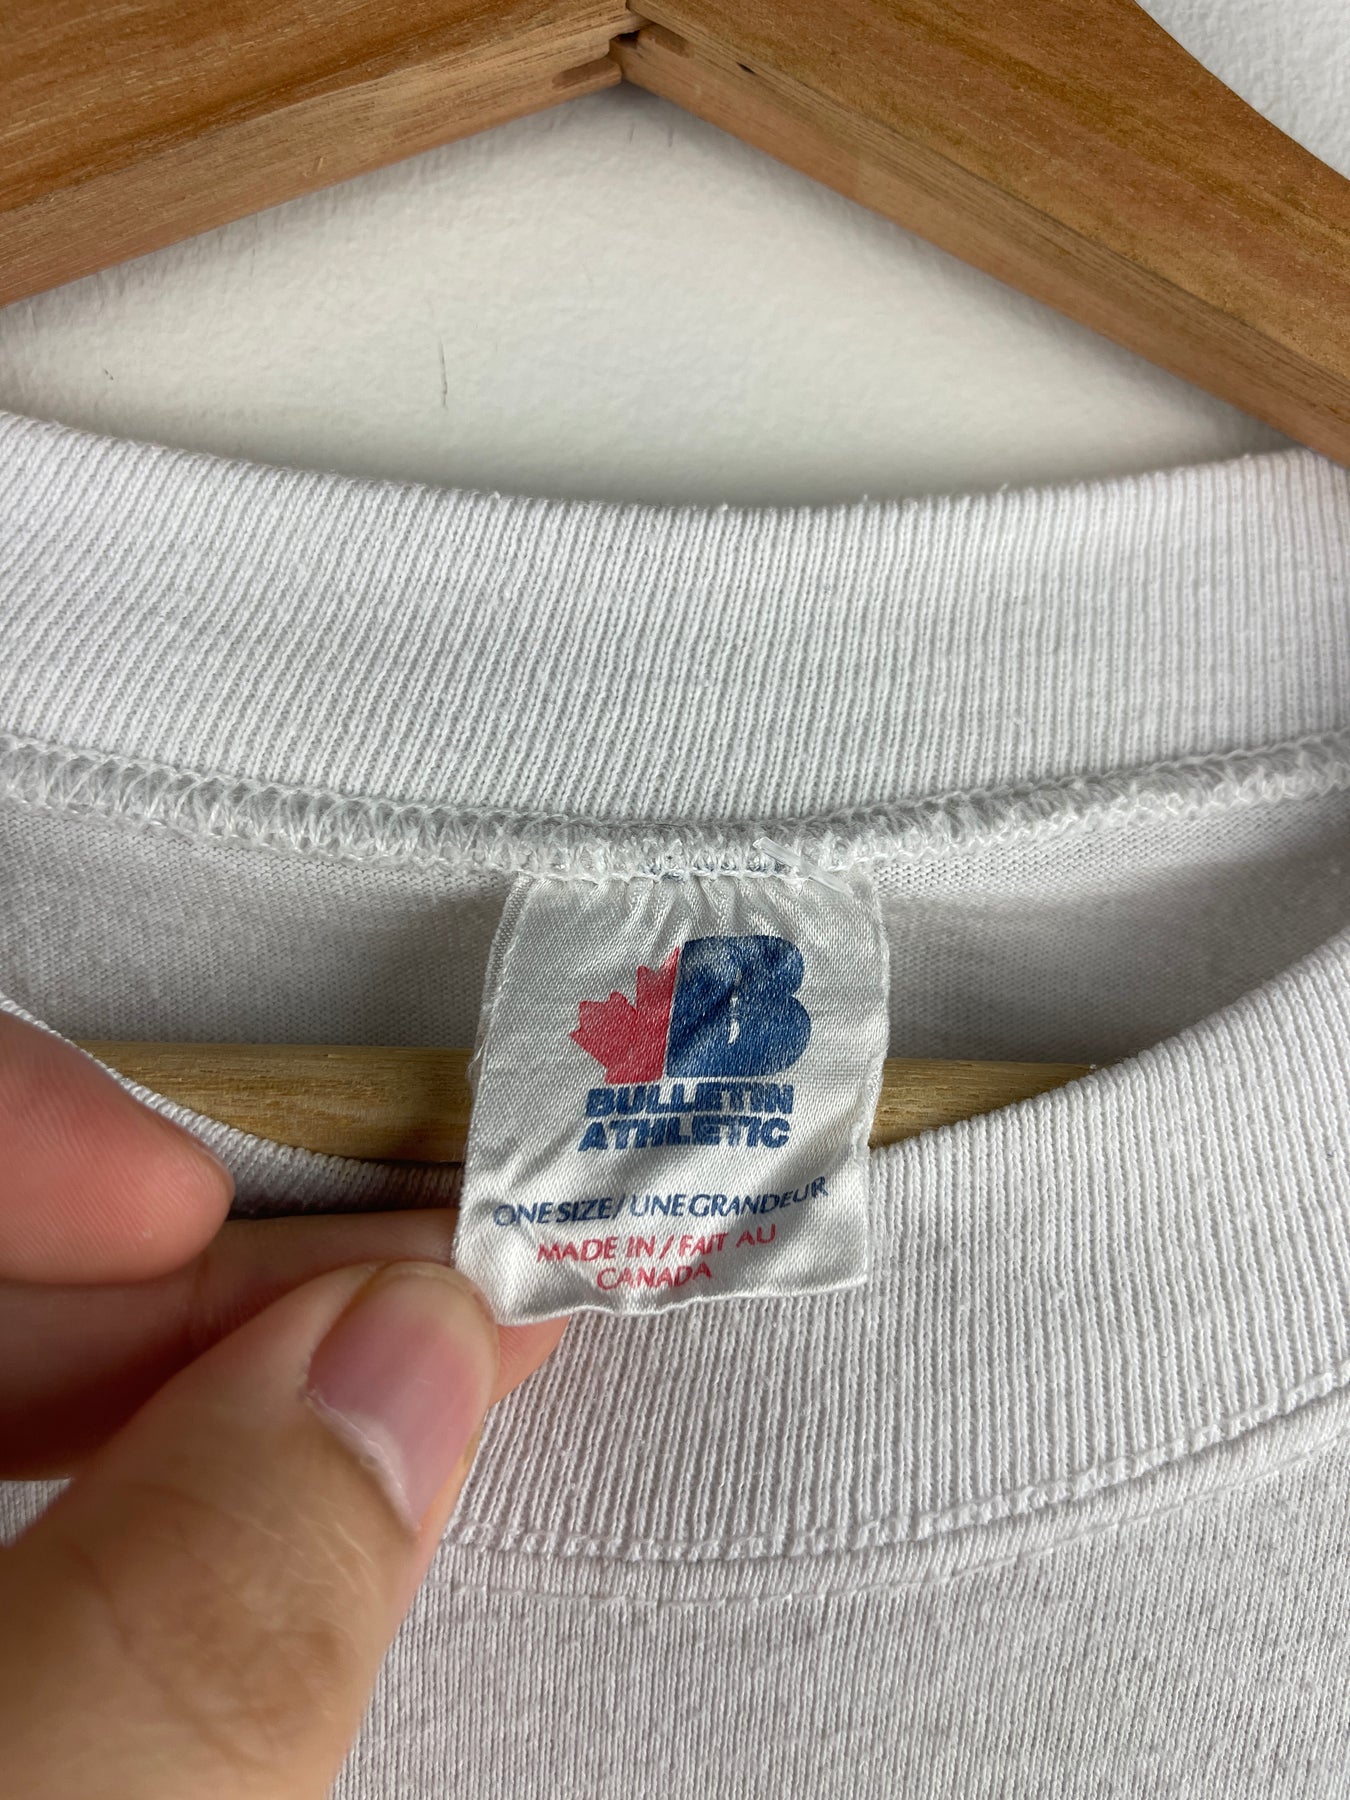 B
BULLETIN
ATHLETIC
ONE SIZE / UNE GRANDEUR
MADE IN / FAIT AU
CANADA